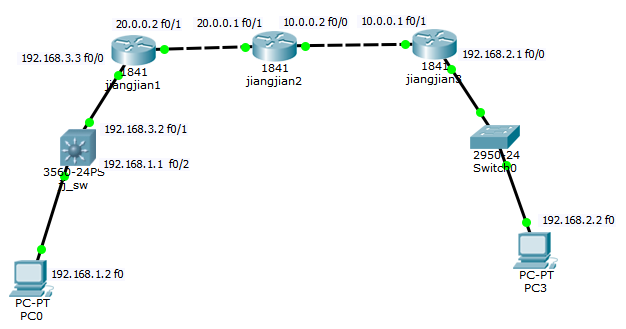 20.0.0.2 f0/1
20.0.0.1 f0/1
10.0.0.2 f0/0
10.0.0.1 f0/1
192.168.3.3 f0/0
1841
jiangjian1
1841
jiangjian2
1841
jiangjian3
192.168.2.1 f0/0
192.168.3.2 f0/1
3560-24PS
192.168.1.1 f0/2
2950-24
Switch0
192.168.1.2 f0
PC-PT
PC0
192.168.2.2 f0
PC-PT
PC3